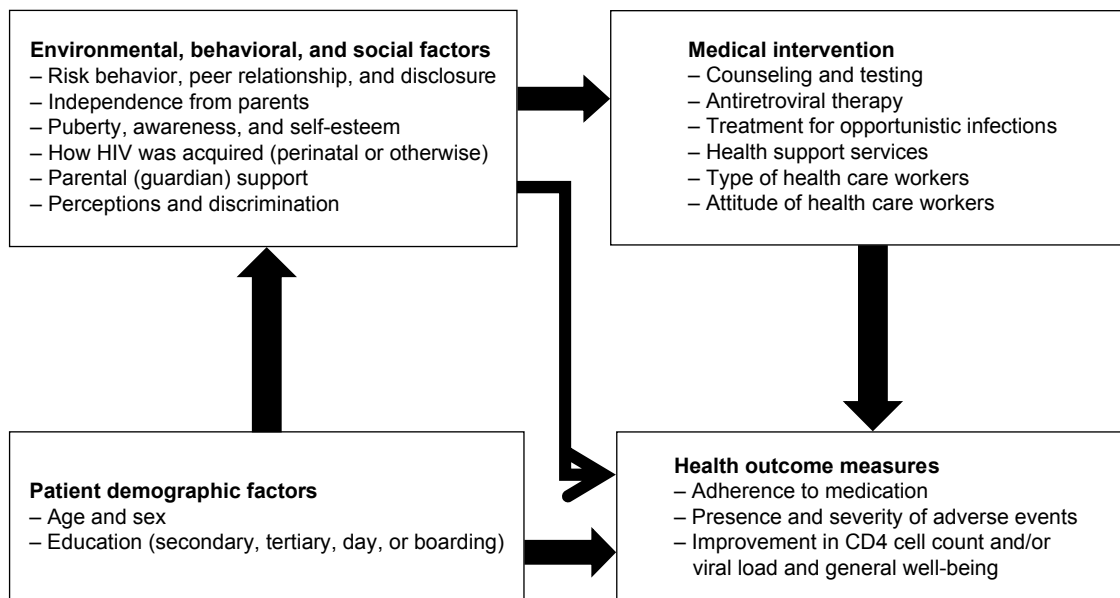 Environmental, behavioral, and social factors
– Risk behavior, peer relationship, and disclosure
– Independence from parents
– Puberty, awareness, and self-esteem
– How HIV was acquired (perinatal or otherwise)
– Parental (guardian) support
– Perceptions and discrimination
Medical intervention
– Counseling and testing
– Antiretroviral therapy
– Treatment for opportunistic infections
– Health support services
– Type of health care workers
– Attitude of health care workers
Patient demographic factors
– Age and sex
– Education (secondary, tertiary, day, or boarding)
Health outcome measures
– Adherence to medication
– Presence and severity of adverse events
– Improvement in CD4 cell count and/or
viral load and general well-being